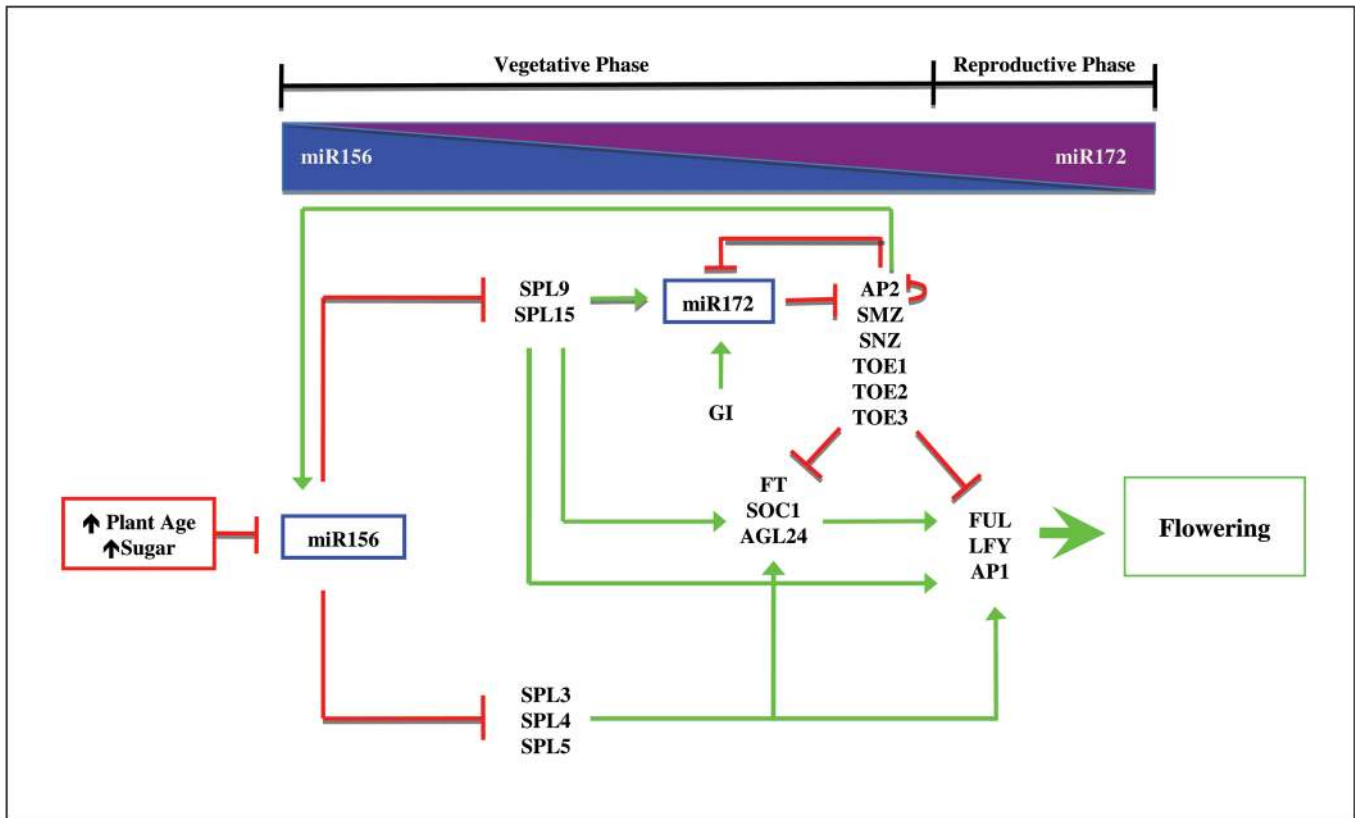 Vegetative Phase
Reproductive Phase
miR156
miR172
SPL9
SPL15
miR172
AP2
SMZ
SNZ
TOE1
TOE2
TOE3
GI
↑ Plant Age
↑Sugar
miR156
FT
SOC1
AGL24
FUL
LFY
AP1
Flowering
SPL3
SPL4
SPL5